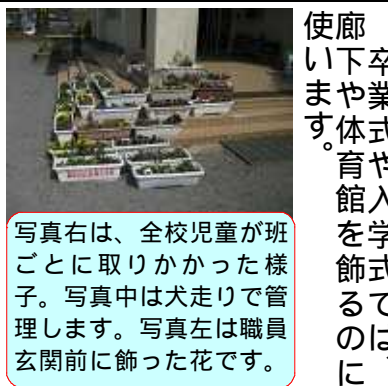 卒業式や入学式では、
廊下や体育館を飾るのに
使います。
写真右は、全校児童が班
ごとに取りかかった様
子。写真中は犬走りで管
理します。写真左は職員
玄関前に飾った花です。